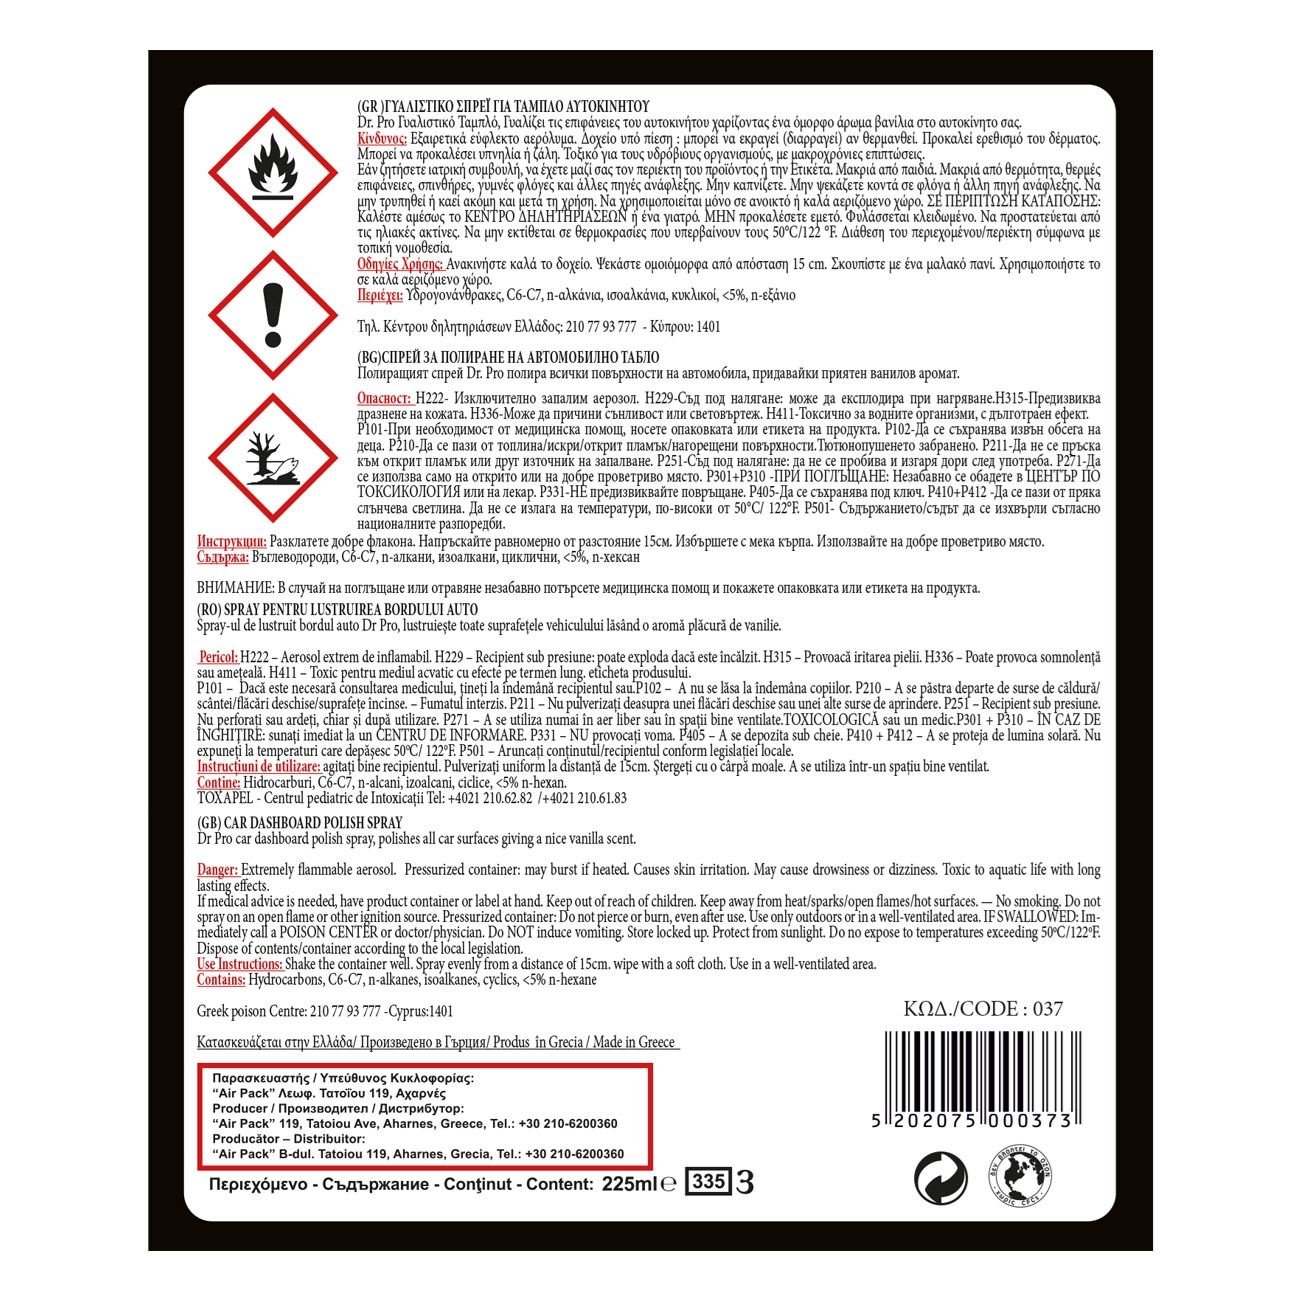 (GR )ΓΥΑΛΙΣΤΙΚΟ ΣΠΡΕΪ ΓΙΑ ΤΑΜΠΛΟ ΑΥΤΟΚΙΝΗΤΟΥ
Dr. Pro Γυαλιστικό Ταμπλό, Γυαλίζει τις επιφάνειες του αυτοκινήτου χαρίζοντας ένα όμορφο άρωμα βανίλια στο αυτοκίνητο σας.
Κίνδυνος: Εξαιρετικά εύφλεκτο αερόλυμα. Δοχείο υπό πίεση : μπορεί να εκραγεί (διαρραγεί) αν θερμανθεί. Προκαλεί ερεθισμό του δέρματος.
Μπορεί να προκαλέσει υπνηλία ή ζάλη. Τοξικό για τους υδρόβιους οργανισμούς, με μακροχρόνιες επιπτώσεις.
Εάν ζητήσετε ιατρική συμβουλή, να έχετε μαζί σας τον περιέκτη του προϊόντος ή την Ετικέτα. Μακριά από παιδιά. Μακριά από θερμότητα, θερμές
επιφάνειες, σπινθήρες, γυμνές φλόγες και άλλες πηγές ανάφλεξης. Μην καπνίζετε. Μην ψεκάζετε κοντά σε φλόγα ή άλλη πηγή ανάφλεξης. Να
μην τρυπηθεί ή καεί ακόμη και μετά τη χρήση. Να χρησιμοποιείται μόνο σε ανοικτό ή καλά αεριζόμενο χώρο. ΣΕ ΠΕΡΙΠΤΩΣΗ ΚΑΤΑΠΟΣΗΣ:
Καλέστε αμέσως το ΚΕΝΤΡΟ ΔΗΛΗΤΗΡΙΑΣΕΩΝ ή ένα γιατρό. ΜΗΝ προκαλέσετε εμετό. Φυλάσσεται κλειδωμένο. Να προστατεύεται από
τις ηλιακές ακτίνες. Να μην εκτίθεται σε θερμοκρασίες που υπερβαίνουν τους 50°C/122 °F. Διάθεση του περιεχομένου/περιέκτη σύμφωνα με
τοπική νομοθεσία.
Οδηγίες Χρήσης: Ανακινήστε καλά το δοχείο. Ψεκάστε ομοιόμορφα από απόσταση 15 cm. Σκουπίστε με ένα μαλακό πανί. Χρησιμοποιήστε το
σε καλά αεριζόμενο χώρο.
Περιέχει: Υδρογονάνθρακες, C6-C7, n-αλκάνια, ισοαλκάνια, κυκλικοί, <5%, n-εξάνιο
Τηλ. Κέντρου δηλητηριάσεων Ελλάδος: 210 77 93 777 - Κύπρου: 1401
(BG)СПРЕЙ ЗА ПОЛИРАНЕ НА АВТОМОБИЛНО ТАБЛО
Полиращият спрей Dr. Pro полира всички повърхности на автомобила, придавайки приятен ванилов аромат.
Опасност: H222- Изключително запалим аерозол. H229-Съд под налягане: може да експлодира при нагряване.H315-Предизвиква
дразнене на кожата. H336-Може да причини сънливост или световъртеж. H411-Токсично за водните организми, с дълготраен ефект.
P101-При необходимост от медицинска помощ, носете опаковката или етикета на продукта. P102-Да се съхранява извън обсега на
деца. P210-Да се пази от топлина/искри/открит пламък/нагорещени повърхности.Тютюнопушенето забранено. P211-Да не се пръска
към открит пламък или друг източник на запалване. P251-Съд под налягане: да не се пробива и изгаря дори след употреба. P271-Да
се използва само на открито или на добре проветриво място. P301+P310 -ПРИ ПОГЛЪЩАНЕ: Незабавно се обадете в ЦЕНТЪР ПО
ТОКСИКОЛОГИЯ или на лекар. P331-НЕ предизвиквайте повръщане. P405-Да се съхранява под ключ. P410+P412 -Да се пази от пряка
слънчева светлина. Да не се излага на температури, по-високи от 50°C/ 122°F. P501- Съдържанието/съдът да се изхвърли съгласно
националните разпоредби.
Инструкции: Разклатете добре флакона. Напръскайте равномерно от разстояние 15см. Избършете с мека кърпа. Използвайте на добре проветриво място.
Съдържа: Въглеводороди, C6-C7, n-алкани, изоалкани, циклични, <5%, n-хексан
ВНИМАНИЕ: В случай на поглъщане или отравяне незабавно потърсете медицинска помощ и покажете опаковката или етикета на продукта.
(RO) SPRAY PENTRU LUSTRUIREA BORDULUI AUTO
Spray-ul de lustruit bordul auto Dr Pro, lustruiește toate suprafețele vehiculului lăsând o aromă plăcură de vanilie.
Pericol: H222 – Aerosol extrem de inflamabil. H229 – Recipient sub presiune: poate exploda dacă este încălzit. H315 – Provoacă iritarea pielii. H336 – Poate provoca somnolență
sau amețeală. H411 – Toxic pentru mediul acvatic cu efecte pe termen lung. eticheta produsului.
P101 – Dacă este necesară consultarea medicului, țineți la îndemână recipientul sau.P102 – A nu se lăsa la îndemâna copiilor. P210 – A se păstra departe de surse de căldură/
scântei/flăcări deschise/suprafețe încinse. – Fumatul interzis. P211 – Nu pulverizați deasupra unei flăcări deschise sau unei alte surse de aprindere. P251 – Recipient sub presiune.
Nu perforați sau ardeți, chiar și după utilizare. P271 – A se utiliza numai în aer liber sau în spații bine ventilate.TOXICOLOGICĂ sau un medic.P301 + P310 – ÎN CAZ DE
ÎNGHIȚIRE: sunați imediat la un CENTRU DE INFORMARE. P331 – NU provocați voma. P405 – A se depozita sub cheie. P410 + P412 – A se proteja de lumina solară. Nu
expuneți la temperaturi care depășesc 50°C/ 122°F. P501 – Aruncați conținutul/recipientul conform legislației locale.
Instrucțiuni de utilizare: agitați bine recipientul. Pulverizați uniform la distanță de 15cm. Ștergeți cu o cârpă moale. A se utiliza într-un spațiu bine ventilat.
Conține: Hidrocarburi, C6-C7, n-alcani, izoalcani, ciclice, <5% n-hexan.
TOXAPEL - Centrul pediatric de Intoxicații Tel: +4021 210.62.82 /+4021 210.61.83
(GB) CAR DASHBOARD POLISH SPRAY
Dr Pro car dashboard polish spray, polishes all car surfaces giving a nice vanilla scent.
Danger: Extremely flammable aerosol. Pressurized container: may burst if heated. Causes skin irritation. May cause drowsiness or dizziness. Toxic to aquatic life with long
lasting effects.
If medical advice is needed, have product container or label at hand. Keep out of reach of children. Keep away from heat/sparks/open flames/hot surfaces. — No smoking. Do not
spray on an open flame or other ignition source. Pressurized container: Do not pierce or burn, even after use. Use only outdoors or in a well-ventilated area. IF SWALLOWED: Im-
mediately call a POISON CENTER or doctor/physician. Do NOT induce vomiting. Store locked up. Protect from sunlight. Do no expose to temperatures exceeding 50ºC/122ºF.
Dispose of contents/container according to the local legislation.
Use Instructions: Shake the container well. Spray evenly from a distance of 15cm. wipe with a soft cloth. Use in a well-ventilated area.
Contains: Hydrocarbons, C6-C7, n-alkanes, isoalkanes, cyclics, <5% n-hexane
Greek poison Centre: 210 77 93 777 -Cyprus:1401
ΚΩΔ./CODE : 037
Κατασκευάζεται στην Ελλάδα/ Произведено в Гърция/ Produs în Grecia / Made in Greece
Παρασκευαστής / Υπεύθυνος Κυκλοφορίας:
“Air Pack” Λεωφ. Τατοΐου 119, Αχαρνές
Producer / Производител / Дистрибутор:
“Air Pack” 119, Tatoiou Ave, Aharnes, Greece, Tel.: +30 210-6200360
Producător – Distribuitor:
“Air Pack” B-dul. Tatoiou 119, Aharnes, Grecia, Tel.: +30 210-6200360
5 202075 000373
Περιεχόμενο - Съдържание - Conţinut - Content: 225ml ℮ 335 3
ΔΕΝ ΒΛΑΠΤΕΙ ΤΟ ΟΖΟΝ
ΧΩΡΙΣ CFCs